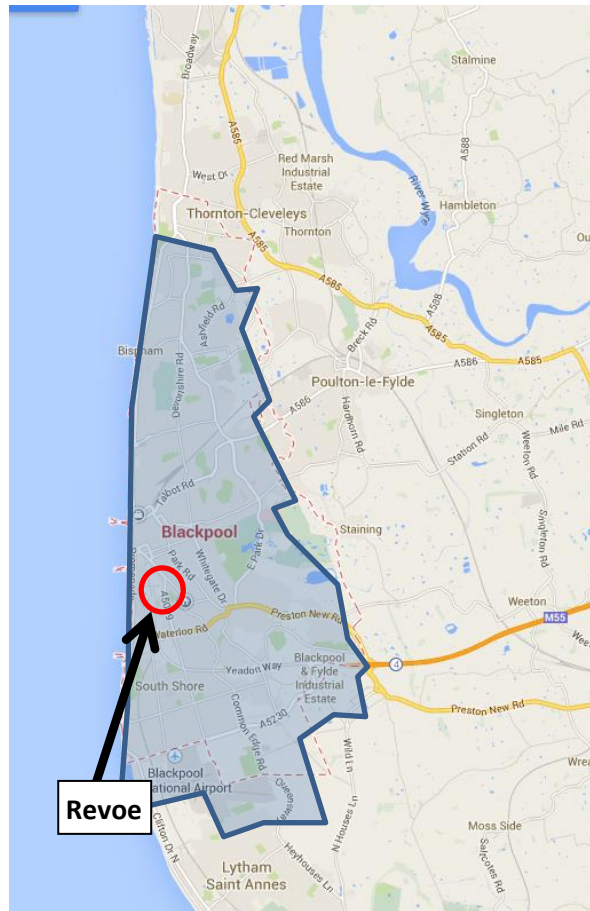 Stalmine
Broadway
A585
A588
Red Marsh
Industrial
Estate
West Dr
River Wyre
Hambleton
Thornton-Cleveleys
Thornton
A585
A588
Ashfield Rd
Breck Rd
Bispham
Devonshire Rd
A586
A585
Poulton-le-Fylde
A586
Hardhorn Rd
Singleton
Mile Rd
Station Rd
Weeton Rd
Talbot Rd
Singleton Rd
Blackpool
Staining
E Park Dr
Park Rd
Whitegate Dr
Weeton
M55
Preston New Rd
Waterloo Rd
4
Blackpool
& Fylde
Industrial
Estate
Yeadon Way
South Shore
Preston New Rd
Common Edge Rd
A5230
Wild Ln
Blackpool
national Airport
Revoe
Queensway
N Houses Ln
Moss Side
Clifton Dr N
Heyhouses Ln
Salcotes Rd
Lytham
Saint Annes